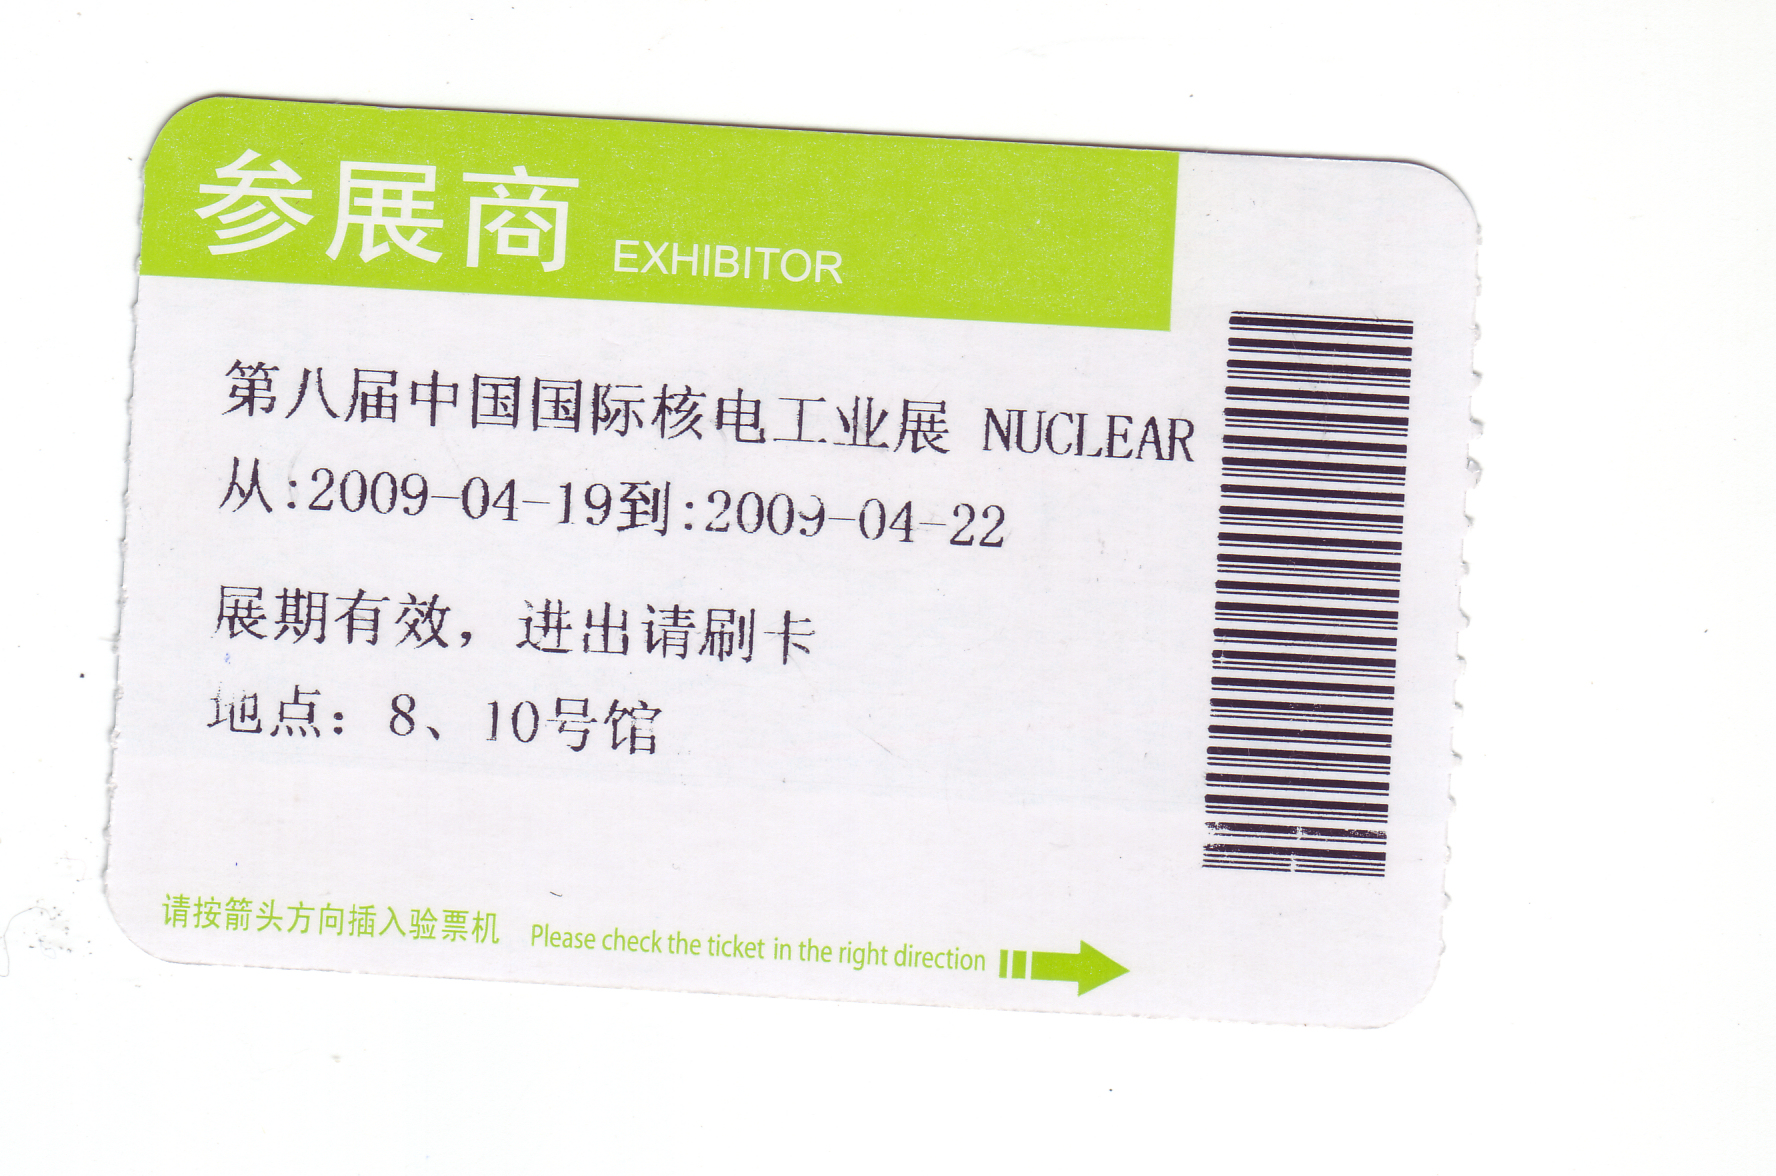 参展商 EXHIBITOR
第八届中国国际核电工业展 NUCLEAR
从:2009-04-19到:2009-04-22
展期有效，进出请刷卡
地点：8、10号馆
请按箭头方向插入验票机 Please check the ticket in the right direction